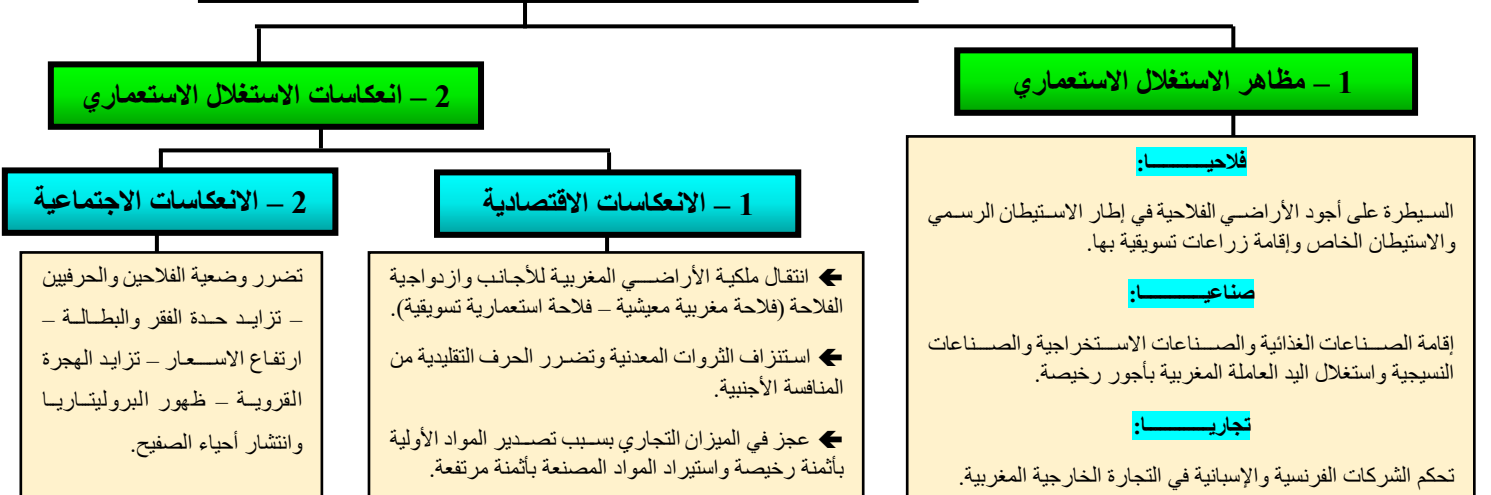 1 – مظاهر الاستغلال الاستعماري
فلاحيا:
السيطرة على أجود الأراضي الفلاحية في إطار الاستيطان الرسمي
والاستيطان الخاص وإقامة زراعات تسويقية بها.
صناعيا:
إقامة الصناعات الغذائية والصناعات الاستخراجية والصناعات
النسيجية واستغلال اليد العاملة المغربية بأجور رخيصة.
تجاريا:
تحكم الشركات الفرنسية والإسبانية في التجارة الخارجية المغربية.
2 – انعكاسات الاستغلال الاستعماري
1 – الانعكاسات الاقتصادية
🡸 انتقال ملكية الأراضي المغربية للأجانب وازدواجية
الفلاحة (فلاحة مغربية معيشية – فلاحة استعمارية تسويقية).
🡸 استنزاف الثروات المعدنية وتضرر الحرف التقليدية من
المنافسة الأجنبية.
🡸 عجز في الميزان التجاري بسبب تصدير المواد الأولية
بأثمنة رخيصة واستيراد المواد المصنعة بأثمنة مرتفعة.
2 – الانعكاسات الاجتماعية
تضرر وضعية الفلاحين والحرفيين
– تزايد حدة الفقر والبطالة –
ارتفاع الاسعار – تزايد الهجرة
القروية – ظهور البروليتاريا
وانتشار أحياء الصفيح.